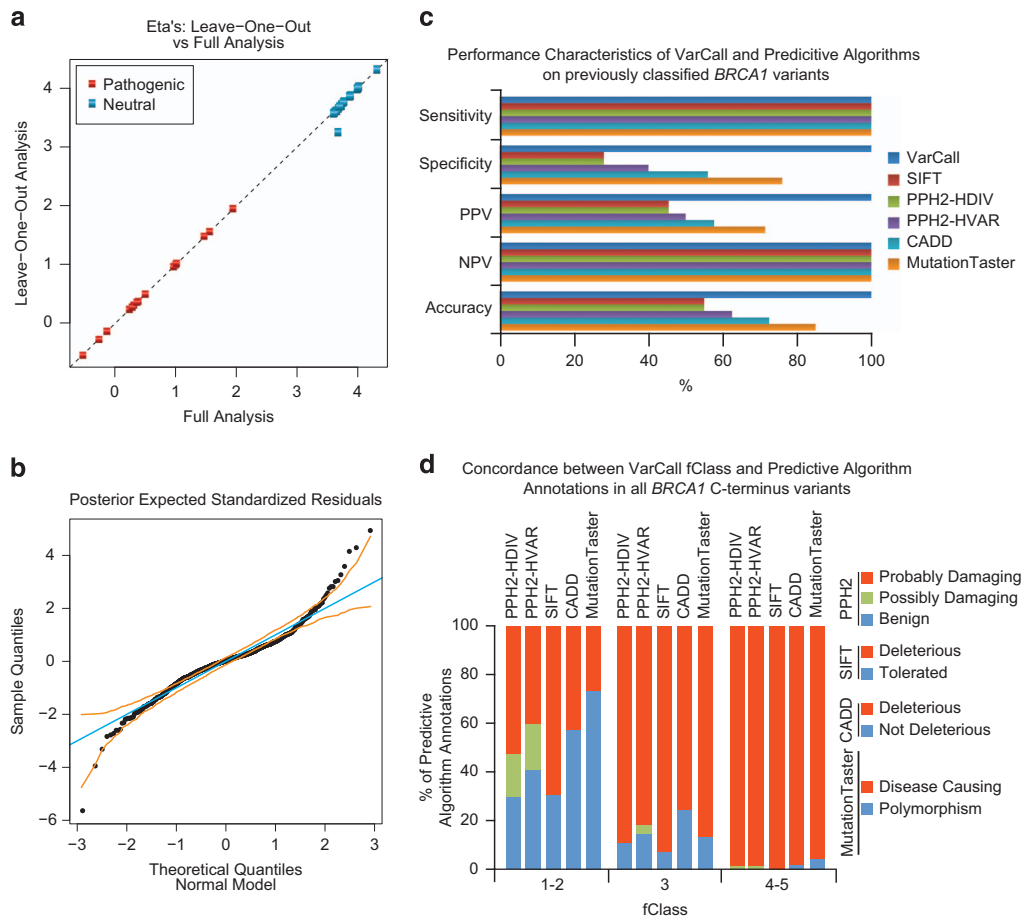 a
Eta's: Leave−One−Out
vs Full Analysis
Pathogenic
Neutral
Leave−One−Out Analysis
4
3
2
1
0
0 1 2 3 4
Full Analysis
b
Posterior Expected Standardized Residuals
Sample Quantiles
4
2
0
−2
−4
−6
−3 −2 −1 0 1 2 3
Theoretical Quantiles
Normal Model
c
Performance Characteristics of VarCall and Predicitive Algorithms
on previously classified BRCA1 variants
Sensitivity
Specificity
PPV
NPV
Accuracy
0 20 40 60 80 100
%
VarCall
SIFT
PPH2-HDIV
PPH2-HVAR
CADD
MutationTaster
d
Concordance between VarCall fClass and Predictive Algorithm
Annotations in all BRCA1 C-terminus variants
PPH2-HDIV
PPH2-HVAR
SIFT
CADD
MutationTaster
PPH2-HDIV
PPH2-HVAR
SIFT
CADD
MutationTaster
PPH2-HDIV
PPH2-HVAR
SIFT
CADD
MutationTaster
% of Predictive
Algorithm Annotations
100
80
60
40
20
0
1-2 3 4-5
fClass
PPH2
Probably Damaging
Possibly Damaging
Benign
SIFT
Deleterious
Tolerated
CADD
Deleterious
Not Deleterious
MutationTaster
Disease Causing
Polymorphism